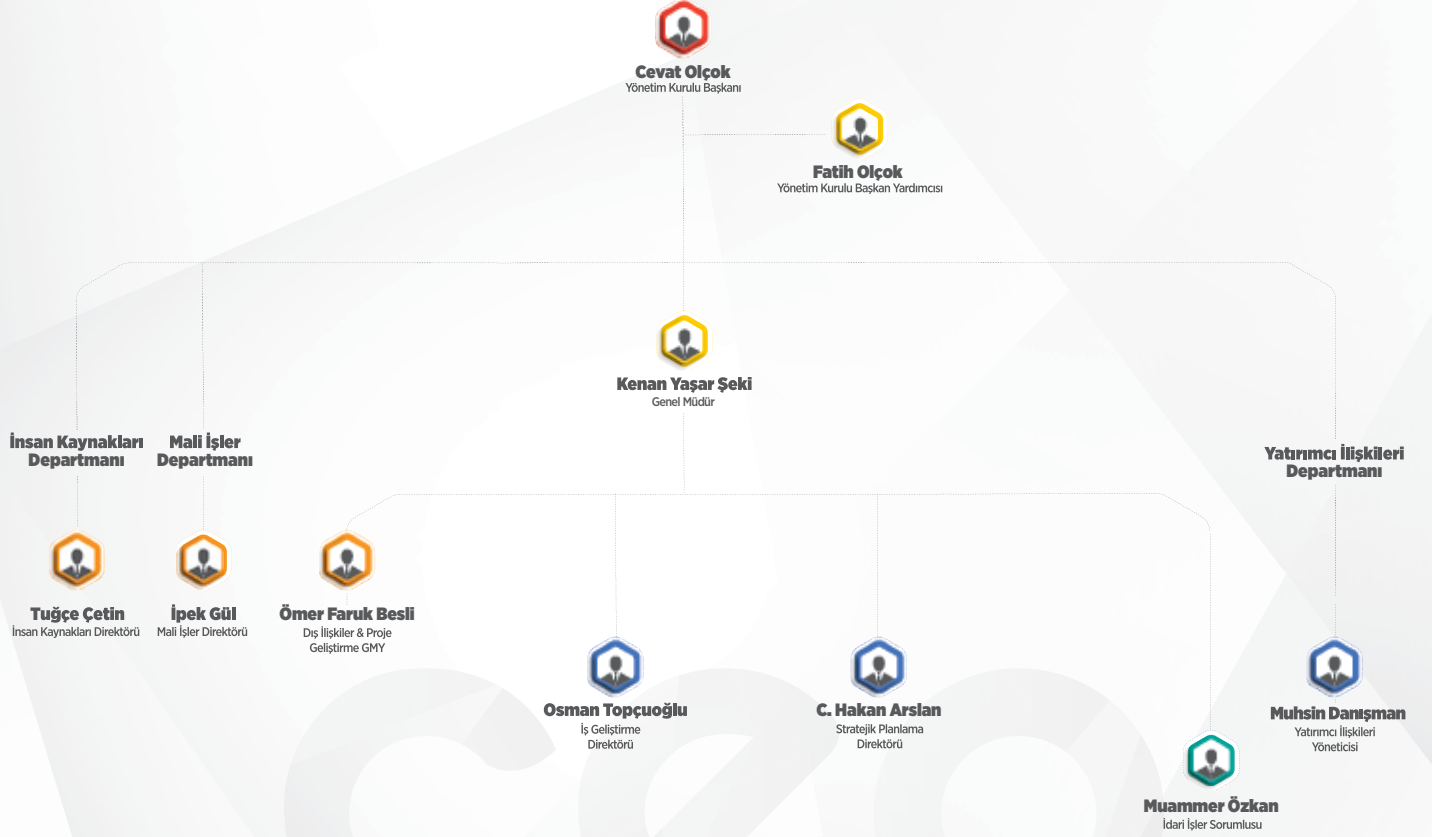 Cevat Olçok
Yönetim Kurulu Başkanı
Fatih Olçok
Yönetim Kurulu Başkan Yardımcısı
Kenan Yaşar Şeki
Genel Müdür
İnsan Kaynakları
Departmanı
Mali İşler
Departmanı
Yatırımcı İlişkileri
Departmanı
Tuğçe Çetin
İnsan Kaynakları Direktörü
İpek Gül
Mali İşler Direktörü
Ömer Faruk Besli
Dış İlişkiler & Proje
Geliştirme GMY
Osman Topçuoğlu
İş Geliştirme
Direktörü
C. Hakan Arslan
Stratejik Planlama
Direktörü
Muhsin Danışman
Yatırımcı İlişkileri
Yöneticisi
Muammer Özkan
İdari İşler Sorumlusu